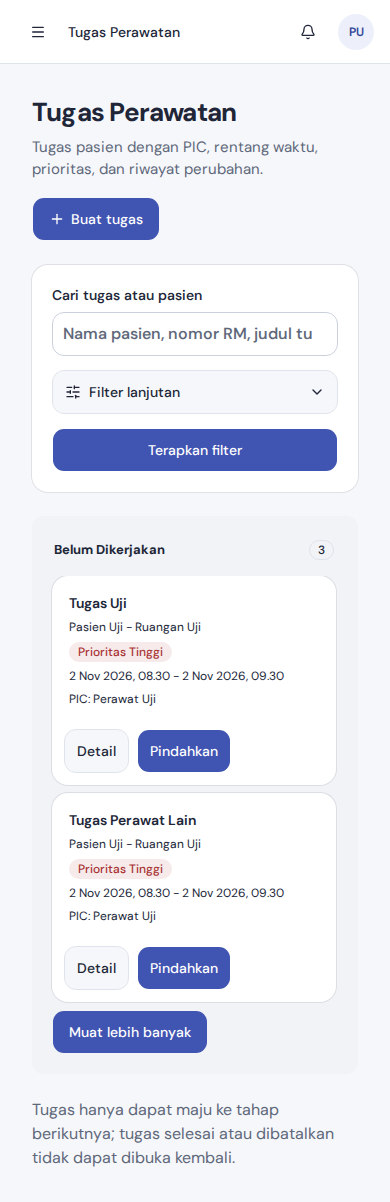 Tugas Perawatan
PU
Tugas Perawatan
Tugas pasien dengan PIC, rentang waktu,
prioritas, dan riwayat perubahan.
Buat tugas
Cari tugas atau pasien
Nama pasien, nomor RM, judul tu
Filter lanjutan
Terapkan filter
Belum Dikerjakan
3
Tugas Uji
Pasien Uji – Ruangan Uji
Prioritas Tinggi
2 Nov 2026, 08.30 – 2 Nov 2026, 09.30
PIC: Perawat Uji
Detail
Pindahkan
Tugas Perawat Lain
Pasien Uji – Ruangan Uji
Prioritas Tinggi
2 Nov 2026, 08.30 – 2 Nov 2026, 09.30
PIC: Perawat Uji
Detail
Pindahkan
Muat lebih banyak
Tugas hanya dapat maju ke tahap
berikutnya; tugas selesai atau dibatalkan
tidak dapat dibuka kembali.